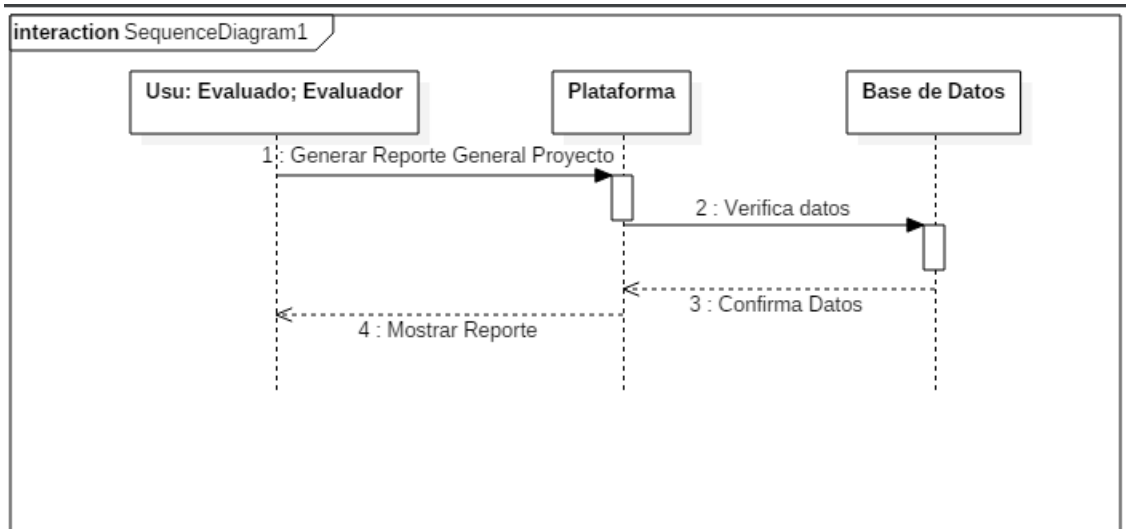 interaction SequenceDiagram1
Usu: Evaluado; Evaluador
Plataforma
Base de Datos
1 : Generar Reporte General Proyecto
2 : Verifica datos
3 : Confirma Datos
4 : Mostrar Reporte